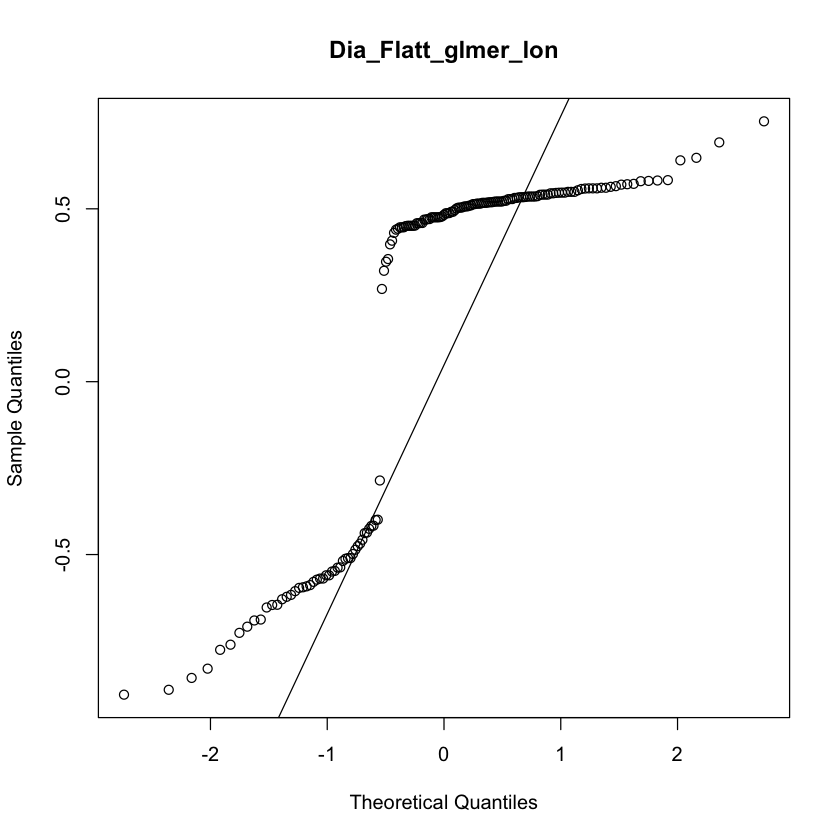 Dia_Flatt_glmer_lon
0.5
0.0
-0.5
Sample Quantiles
-2
-1
0
1
2
Theoretical Quantiles